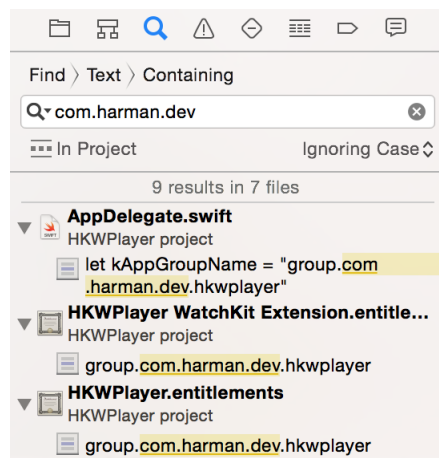 Find 〉 Text 〉 Containing
com.harman.dev
In Project Ignoring Case
9 results in 7 files
AppDelegate.swift
HKWPlayer project
let kAppGroupName = "group.com
.harman.dev.hkwplayer"
HKWPlayer WatchKit Extension.entitle...
HKWPlayer project
group.com.harman.dev.hkwplayer
HKWPlayer.entitlements
HKWPlayer project
group.com.harman.dev.hkwplayer